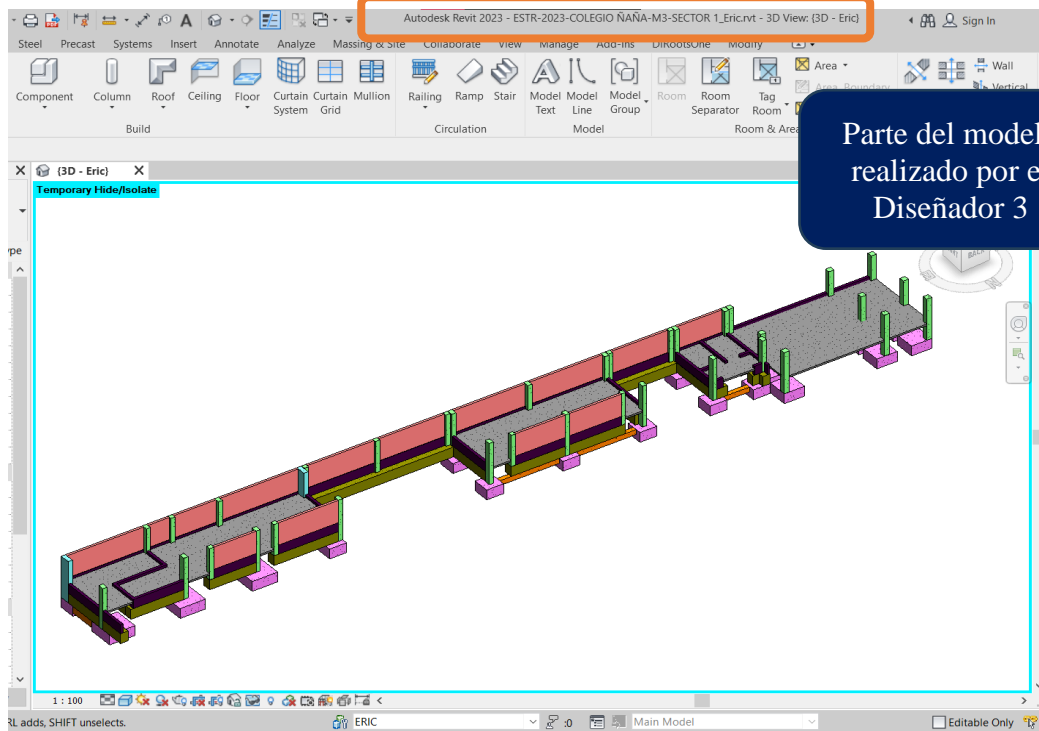 Autodesk Revit 2023 - ESTR-2023-COLEGIO ÑAÑA-M3-SECTOR 1_Eric.rvt - 3D View: {3D - Eric}
Sign In
Steel Precast Systems Insert Annotate Analyze Massing & Site Collaborate View Manage Add-Ins DiRootsOne Modify
Component Column Roof Ceiling Floor Curtain System Curtain Grid Mullion Railing Ramp Stair Model Text Model Line Model Group Room Room Separator Tag Room
Area
Area Boundary
Wall
Vertical
Build Circulation Model Room & Area
Parte del model
realizado por e
Diseñador 3
{3D - Eric}
Temporary Hide/Isolate
BACK
1 : 100
RL adds, SHIFT unselects.
ERIC
:0
Main Model
Editable Only